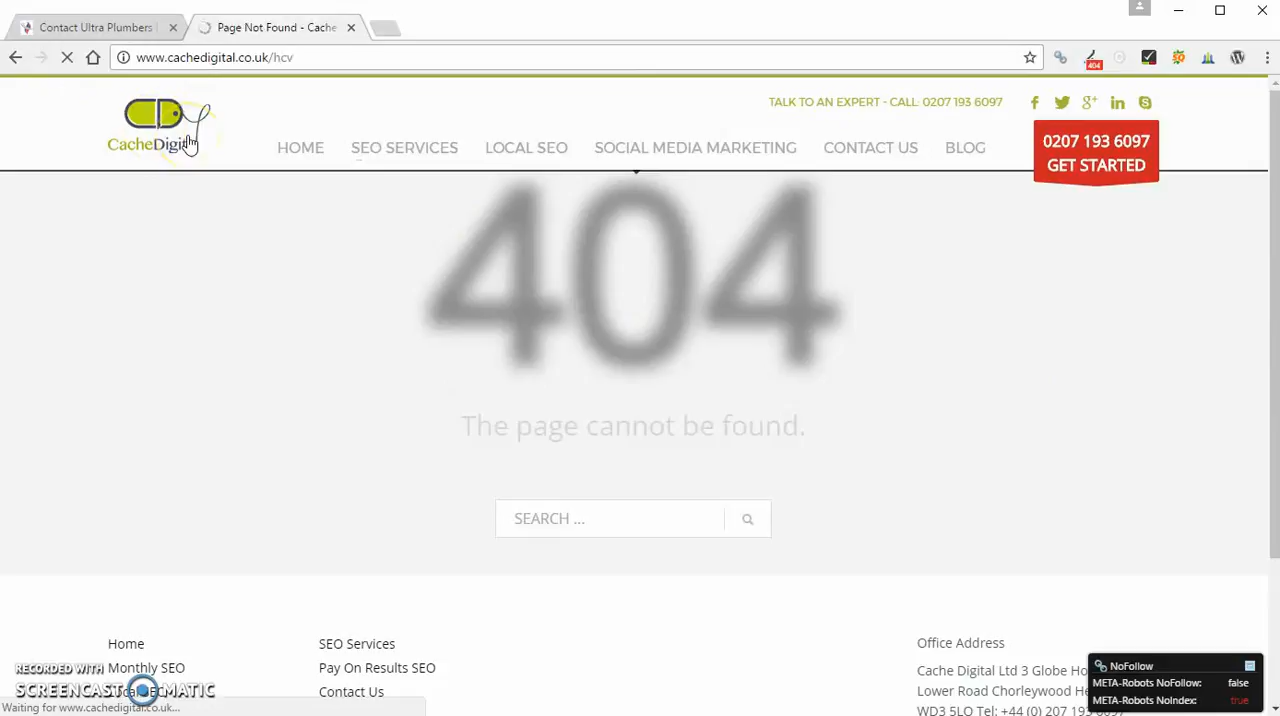 Contact Ultra Plumbers
Page Not Found - Cache
www.cachedigital.co.uk/hcv
404
CacheDigital
TALK TO AN EXPERT - CALL: 0207 193 6097
HOME
SEO SERVICES
LOCAL SEO
SOCIAL MEDIA MARKETING
CONTACT US
BLOG
0207 193 6097
GET STARTED
404
The page cannot be found.
SEARCH ...
Home
SEO Services
Office Address
Monthly SEO
Pay On Results SEO
Cache Digital Ltd 3 Globe Ho
Contact Us
Lower Road Chorleywood He
WD3 5LO Tel: +44 (0) 207 193
NoFollow
META-Robots NoFollow: false
META-Robots NoIndex: true
RECORDED WITH
SCREENCAST MATIC
Waiting for www.cachedigital.co.uk...